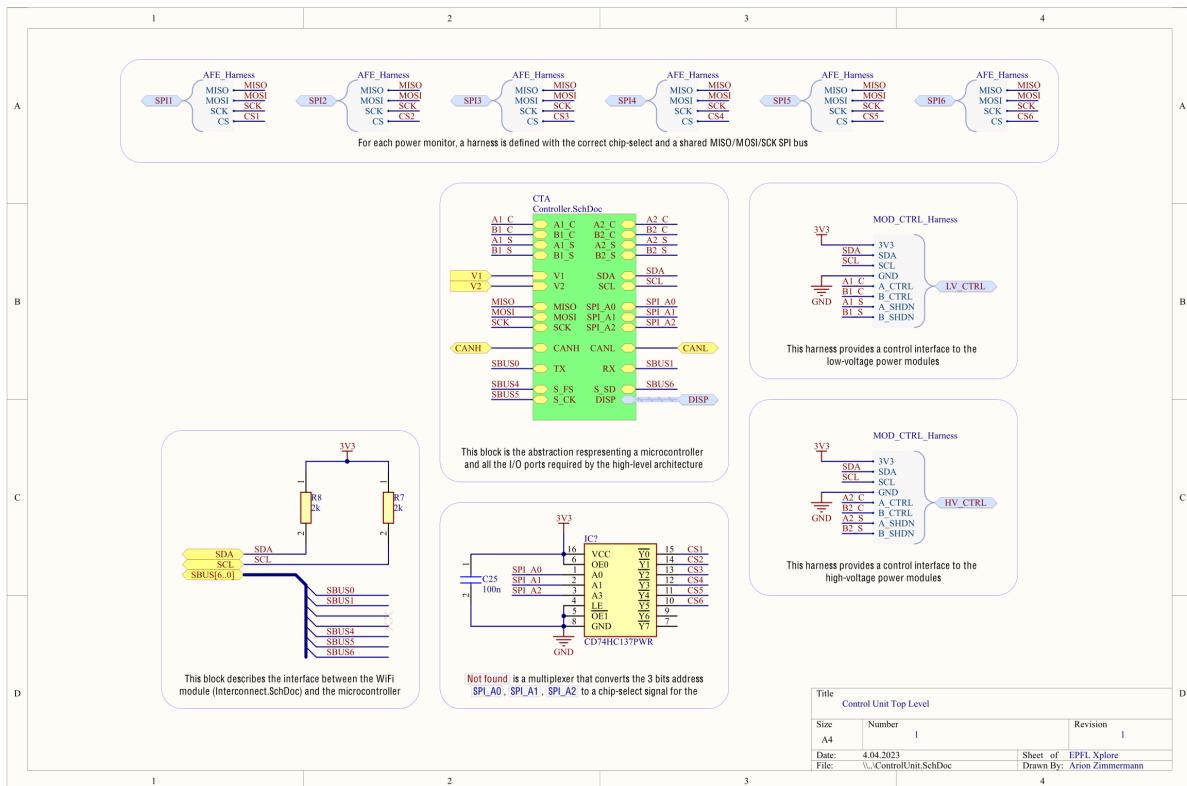 1 2 3 4
A A
AFE_Harness AFE_Harness AFE_Harness AFE_Harness AFE_Harness AFE_Harness
SPI1 MISO MISO SPI2 MISO MISO SPI3 MISO MISO SPI4 MISO MISO SPI5 MISO MISO SPI6 MISO MISO
MOSI MOSI MOSI MOSI MOSI MOSI MOSI MOSI MOSI MOSI MOSI MOSI
SCK SCK SCK SCK SCK SCK SCK SCK SCK SCK SCK SCK
CS CS1 CS CS2 CS CS3 CS CS4 CS CS5 CS CS6
For each power monitor, a harness is defined with the correct chip-select and a shared MISO/MOSI/SCK SPI bus
B B
CTA
Controller.SchDoc
A1_C A1_C A2_C A2_C
B1_C B1_C B2_C B2_C
A1_S A1_S A2_S A2_S
B1_S B1_S B2_S B2_S
V1 V1 SDA SDA
V2 V2 SCL SCL
MISO MISO SPI_A0 SPI_A0
MOSI MOSI SPI_A1 SPI_A1
SCK SCK SPI_A2 SPI_A2
CANH CANH CANL CANL
SBUS0 TX RX SBUS1
SBUS4 S_FS S_SD SBUS6
SBUS5 S_CK DISP DISP
This block is the abstraction respresenting a microcontroller
and all the I/O ports required by the high-level architecture
MOD_CTRL_Harness
3V3
3V3
SDA SDA
SCL SCL
GND GND
A1_C A_CTRL LV_CTRL
B1_C B_CTRL
A1_S A_SHDN
B1_S B_SHDN
This harness provides a control interface to the
low-voltage power modules
C C
MOD_CTRL_Harness
3V3
3V3
SDA SDA
SCL SCL
GND GND
A2_C A_CTRL HV_CTRL
B2_C B_CTRL
A2_S A_SHDN
B2_S B_SHDN
This harness provides a control interface to the
high-voltage power modules
3V3
1 1
R8 R7
2k 2k
2 2
SDA SDA
SCL SCL
SBUS[6..0]
SBUS0
SBUS1
SBUS4
SBUS5
SBUS6
This block describes the interface between the WiFi
module (Interconnect.SchDoc) and the microcontroller
3V3
IC?
16 VCC Y0 15 CS1
6 OE0 Y1 14 CS2
SPI_A0 1 A0 Y2 13 CS3
SPI_A1 2 A1 Y3 12 CS4
SPI_A2 3 A3 Y4 11 CS5
4 LE Y5 10 CS6
5 OE1 Y6 9
8 GND Y7 7
1
C25
100n
2
CD74HC137PWR
GND
Not found is a multiplexer that converts the 3 bits address
SPI_A0 , SPI_A1 , SPI_A2 to a chip-select signal for the
D D
Title
Control Unit Top Level
Size Number Revision
A4 1 1
Date: 4.04.2023 Sheet of EPFL Xplore
File: \\..\ControlUnit.SchDoc Drawn By: Arion Zimmermann
1 2 3 4